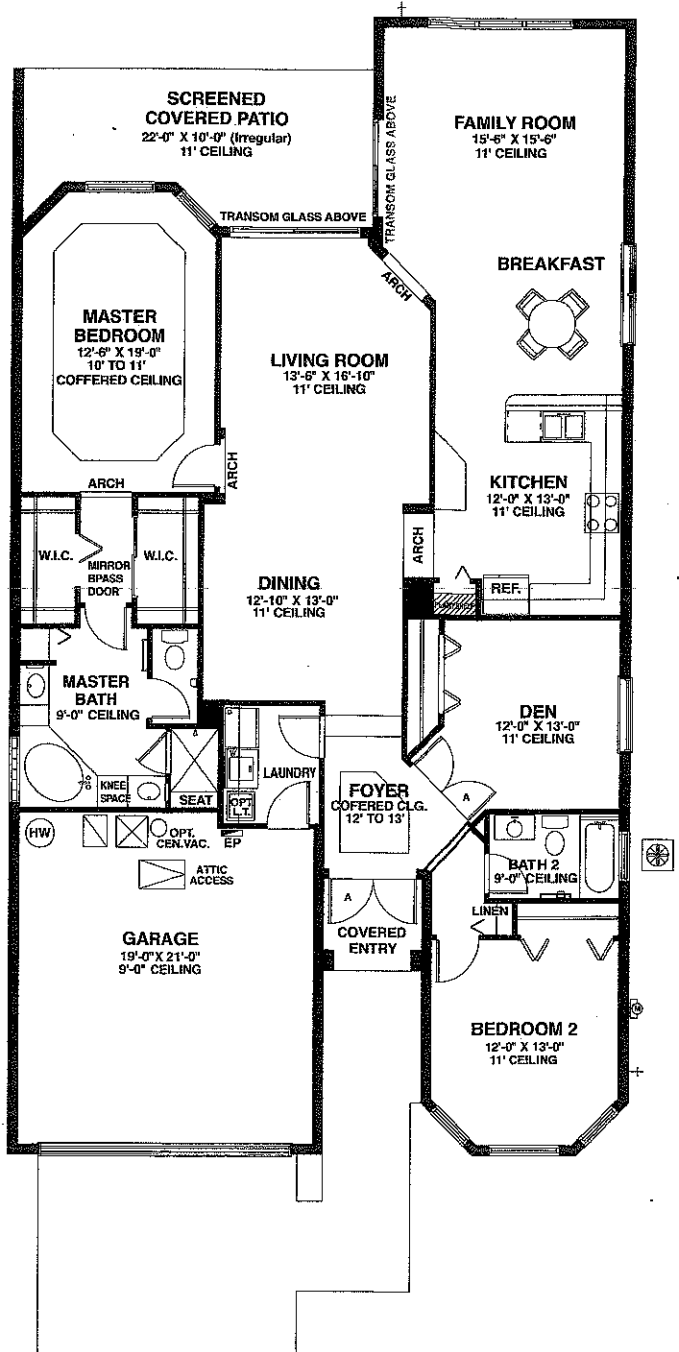 SCREENED
COVERED PATIO
22'-0" X 10'-0" (Irregular)
11' CEILING
TRANSOM GLASS ABOVE
FAMILY ROOM
15'-6" X 15'-6"
11' CEILING
TRANSOM GLASS ABOVE
ARCH
BREAKFAST
MASTER
BEDROOM
12'-6" X 19'-0"
10' TO 11'
COFFERED CEILING
LIVING ROOM
13'-6" X 16'-10"
11' CEILING
ARCH
ARCH
KITCHEN
12'-0" X 13'-0"
11' CEILING
ARCH
REF.
W.I.C.
MIRROR
BPASS
DOOR
W.I.C.
DINING
12'-10" X 13'-0"
11' CEILING
MASTER
BATH
9'-0" CEILING
KNEE
SPACE
SEAT
LAUNDRY
OPT
L.T.
DEN
12'-0" X 13'-0"
11' CEILING
FOYER
COFERED CLG.
12' TO 13'
A
HW
OPT.
CEN.VAC.
EP
ATTIC
ACCESS
BATH 2
9'-0" CEILING
LINEN
A
COVERED
ENTRY
GARAGE
19'-0"X 21'-0"
9'-0" CEILING
BEDROOM 2
12'-0" X 13'-0"
11' CEILING
M